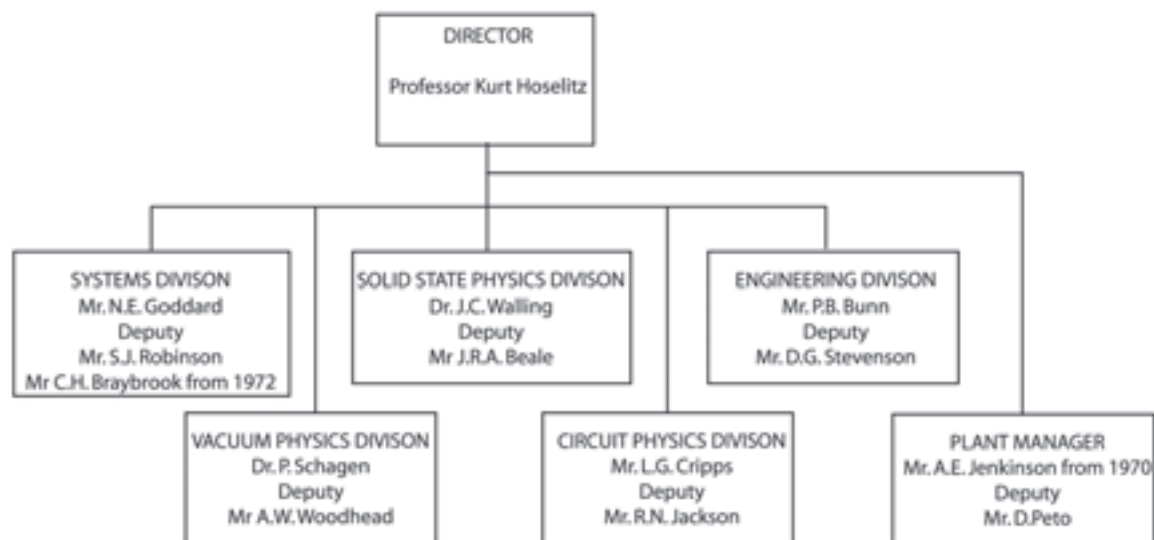 DIRECTOR
Professor Kurt Hoselitz
SYSTEMS DIVISON
Mr. N.E. Goddard
Deputy
Mr. S.J. Robinson
Mr C.H. Braybrook from 1972
SOLID STATE PHYSICS DIVISON
Dr. J.C. Walling
Deputy
Mr J.R.A. Beale
ENGINEERING DIVISON
Mr. P.B. Bunn
Deputy
Mr. D.G. Stevenson
VACUUM PHYSICS DIVISON
Dr. P. Schagen
Deputy
Mr A.W. Woodhead
CIRCUIT PHYSICS DIVISON
Mr. L.G. Cripps
Deputy
Mr. R.N. Jackson
PLANT MANAGER
Mr. A.E. Jenkinson from 1970
Deputy
Mr. D.Peto